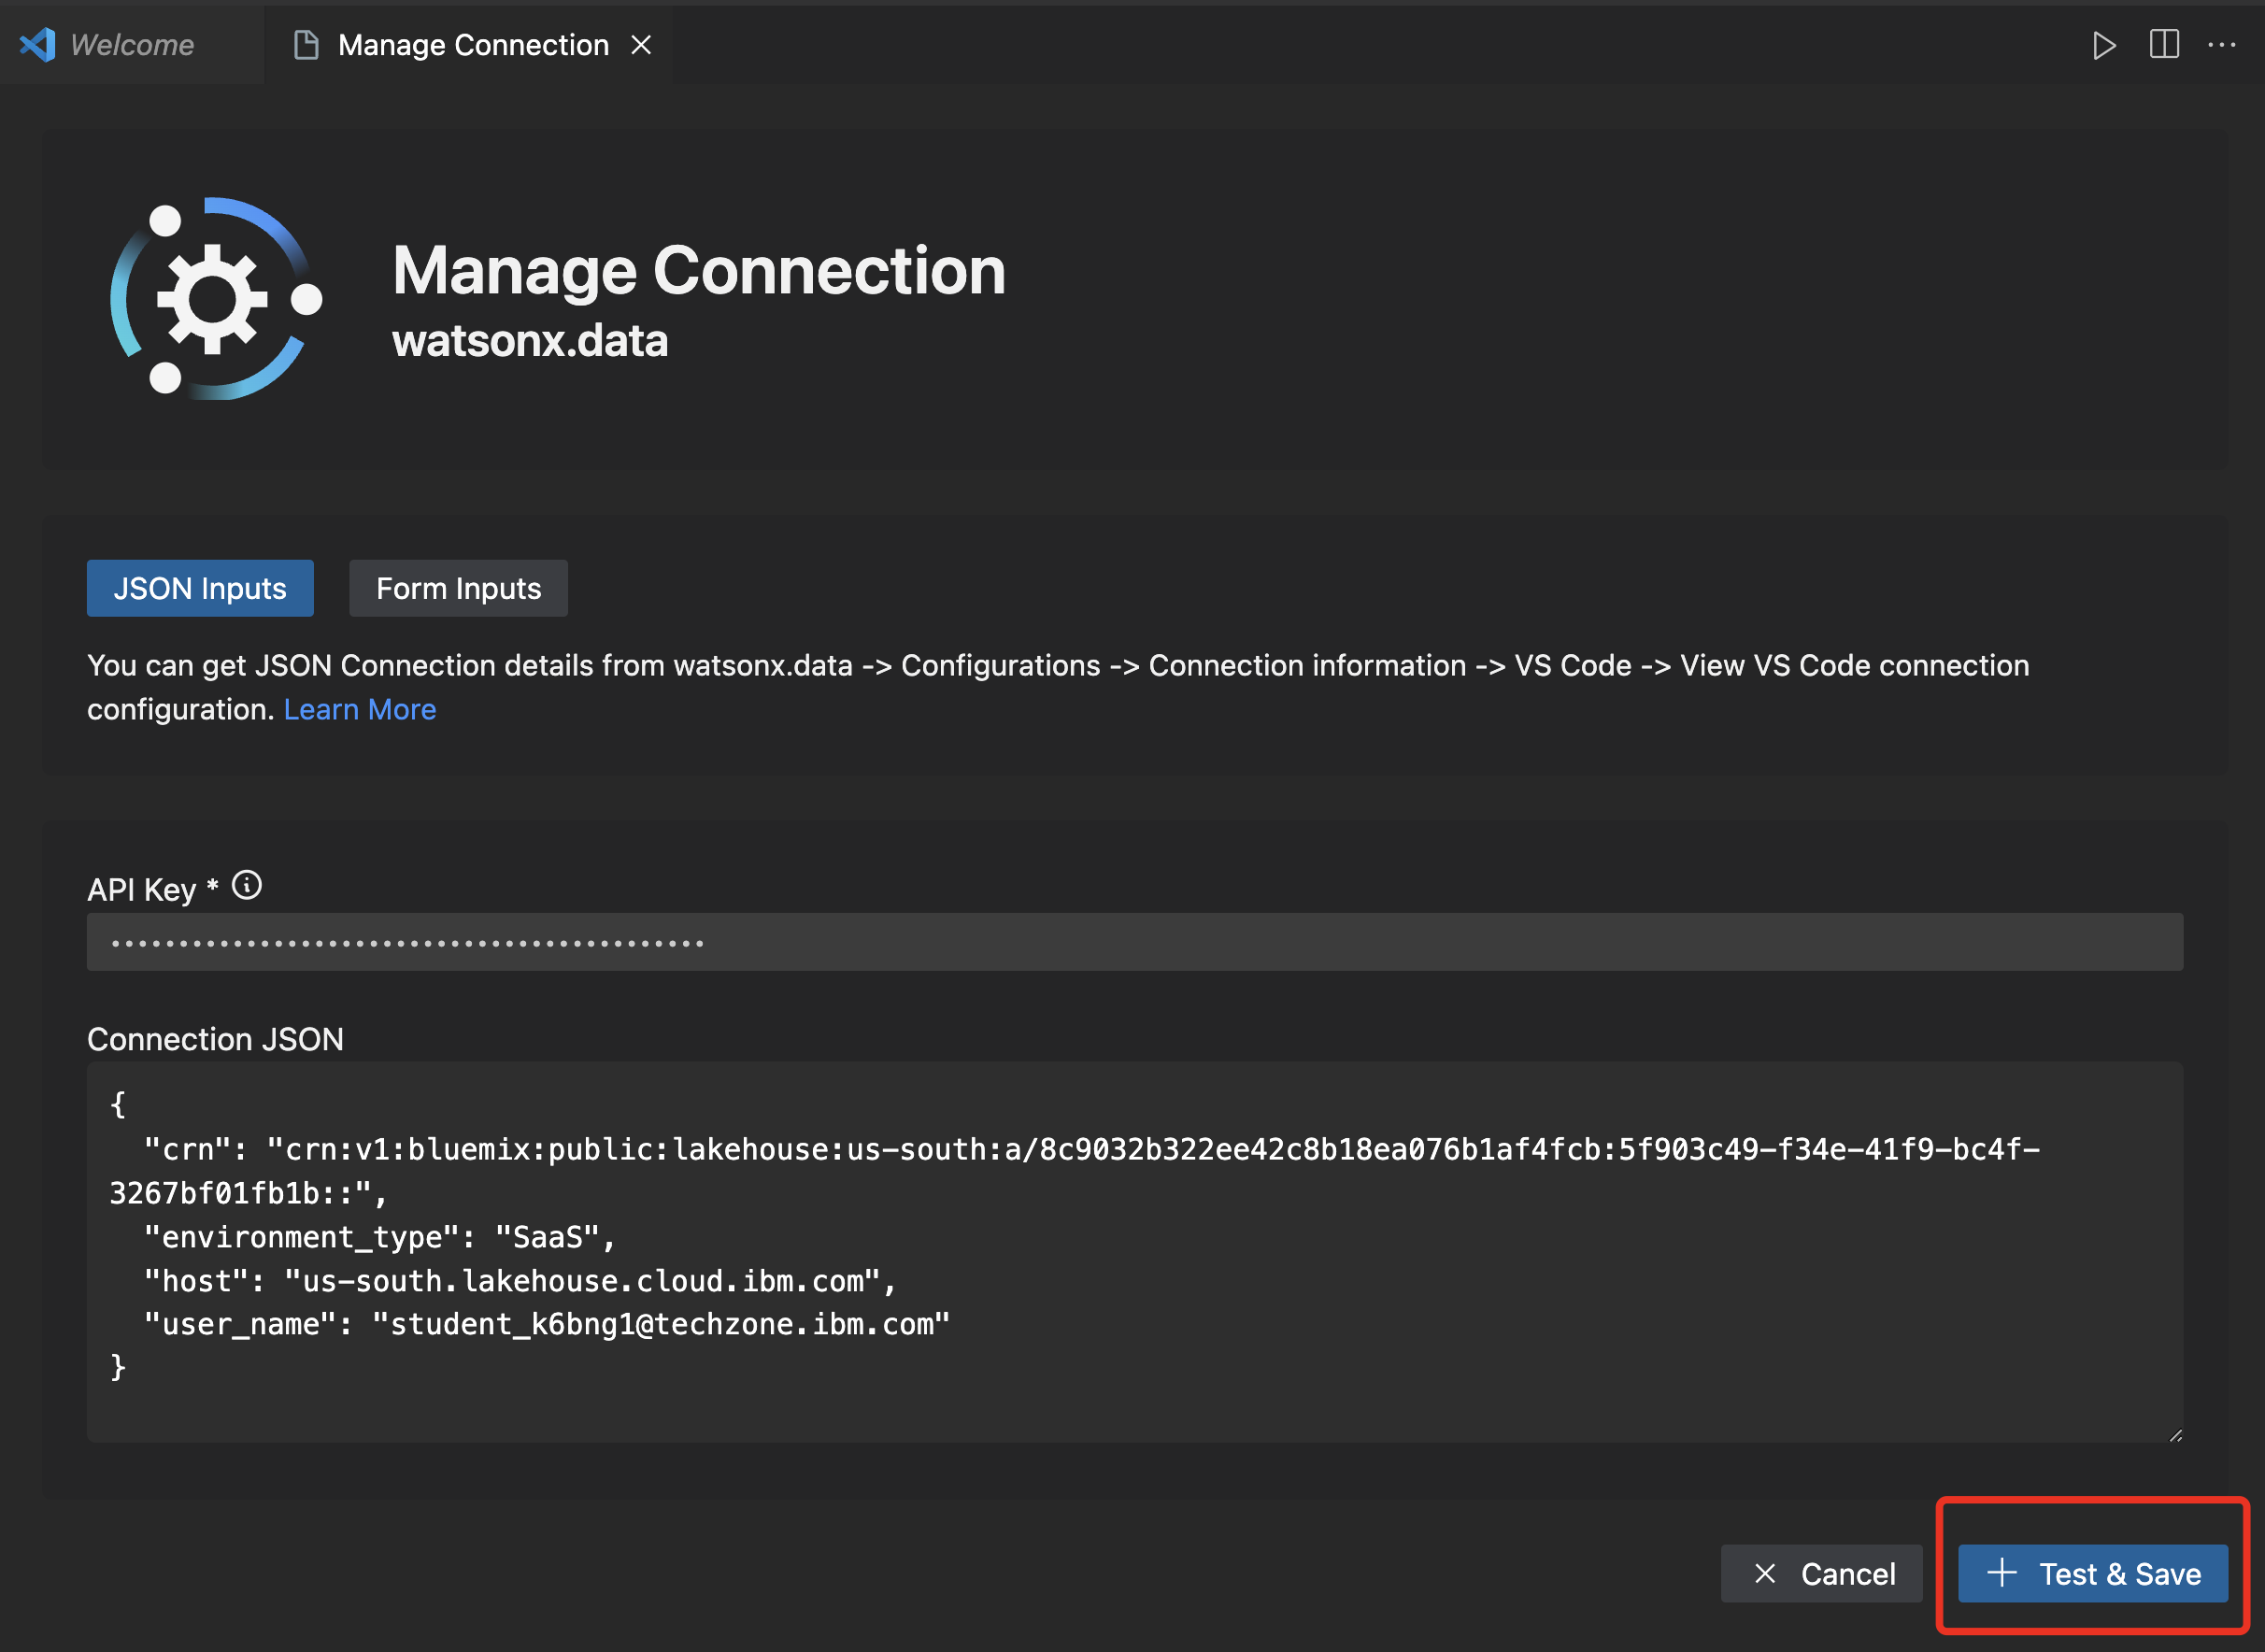 Welcome
Manage Connection
Manage Connection
watsonx.data
JSON Inputs
Form Inputs
You can get JSON Connection details from watsonx.data -> Configurations -> Connection information -> VS Code -> View VS Code connection
configuration. Learn More
API Key *
••••••••••••••••••••••••••••••••••••••••••••
Connection JSON
{
  "crn": "crn:v1:bluemix:public:lakehouse:us-south:a/8c9032b322ee42c8b18ea076b1af4fcb:5f903c49-f34e-41f9-bc4f-
3267bf01fb1b::",
  "environment_type": "SaaS",
  "host": "us-south.lakehouse.cloud.ibm.com",
  "user_name": "student_k6bng1@techzone.ibm.com"
}
Cancel
Test & Save